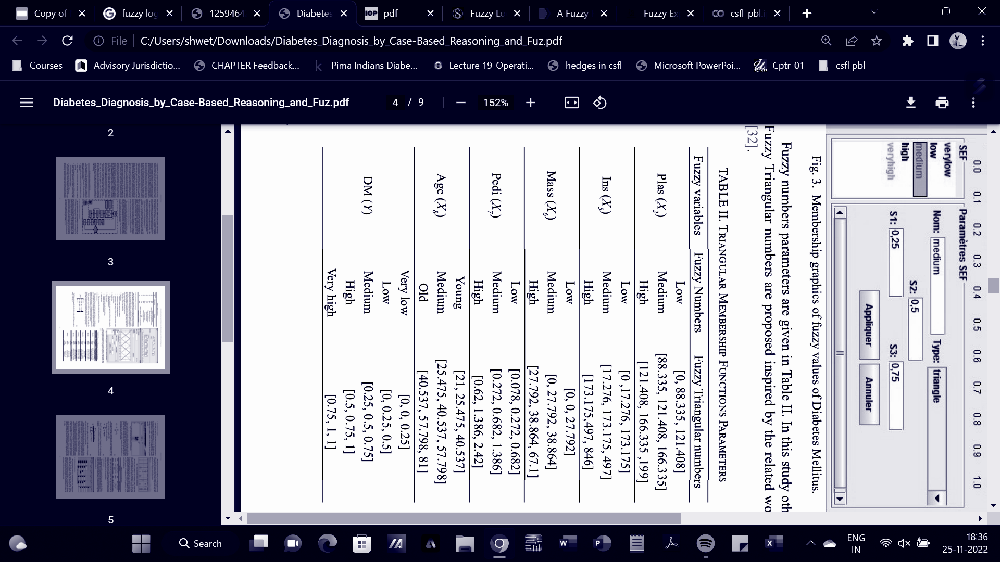 Copy of
fuzzy log
1259464
Diabetes
pdf
Fuzzy Lo
A Fuzzy
Fuzzy Ex
csfl_pbl.i
File
C:/Users/shwet/Downloads/Diabetes_Diagnosis_by_Case-Based_Reasoning_and_Fuz.pdf
Courses
Advisory Jurisdictio...
CHAPTER Feedback...
Pima Indians Diabe...
Lecture 19_Operati...
hedges in csfl
Microsoft PowerPoi...
Cptr_01
csfl pbl
Diabetes_Diagnosis_by_Case-Based_Reasoning_and_Fuz.pdf
4 / 9
152%
2
3
4
5
0.0 0.1 0.2 0.3 0.4 0.5 0.6 0.7 0.8 0.9 1.0
SEF
verylow
low
medium
high
veryhigh
Paramètres SEF
Nom: medium Type: triangle
S2: 0,5
S1: 0,25 S3: 0,75
Appliquer Annuler
Fig. 3. Membership graphics of fuzzy values of Diabetes Mellitus.
Fuzzy numbers parameters are given in Table II. In this study oth
Fuzzy Triangular numbers are proposed inspired by the related wo
[32].
TABLE II. TRIANGULAR MEMBERSHIP FUNCTIONS PARAMETERS
Fuzzy variables Fuzzy Numbers Fuzzy Triangular numbers
Plas (X2)
Low [0, 88.335, 121.408]
Medium [88.335, 121.408, 166.335]
High [121.408, 166.335 ,199]
Ins (X5)
Low [0 ,17.276, 173.175]
Medium [17.276, 173.175, 497]
High [173.175,497, 846]
Mass (X6)
Low [0, 0, 27.792]
Medium [0, 27.792, 38.864]
High [27.792, 38.864, 67.1]
Pedi (X7)
Low [0.078, 0.272, 0.682]
Medium [0.272, 0.682, 1.386]
High [0.62, 1.386, 2.42]
Age (X8)
Young [21, 25.475, 40.537]
Medium [25.475, 40.537, 57.798]
Old [40.537, 57.798, 81]
DM (Y)
Very low [0, 0, 0.25]
Low [0, 0.25, 0.5]
Medium [0.25, 0.5, 0.75]
High [0.5, 0.75, 1]
Very high [0.75, 1, 1]
Search
ENG
IN
18:36
25-11-2022